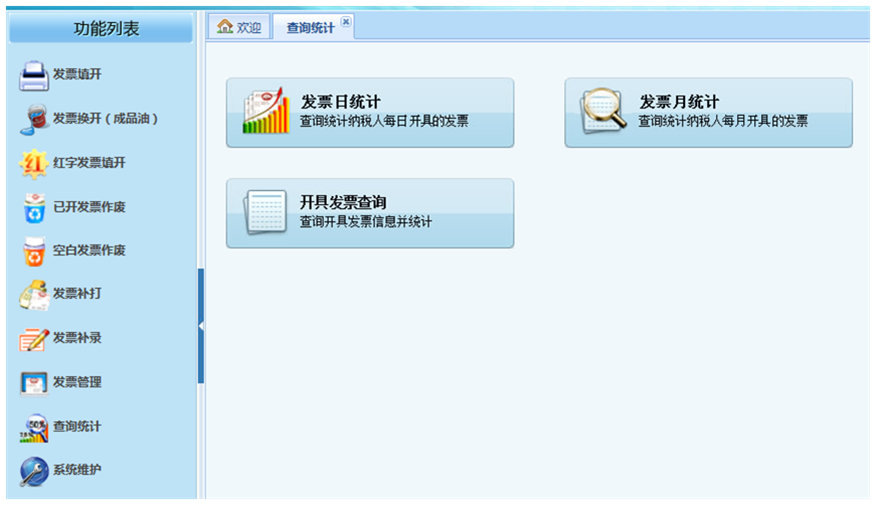 功能列表
发票填开
发票换开（成品油）
红字发票填开
已开发票作废
空白发票作废
发票补打
发票补录
发票管理
查询统计
系统维护
欢迎
查询统计
发票日统计
查询统计纳税人每日开具的发票
发票月统计
查询统计纳税人每月开具的发票
开具发票查询
查询开具发票信息并统计